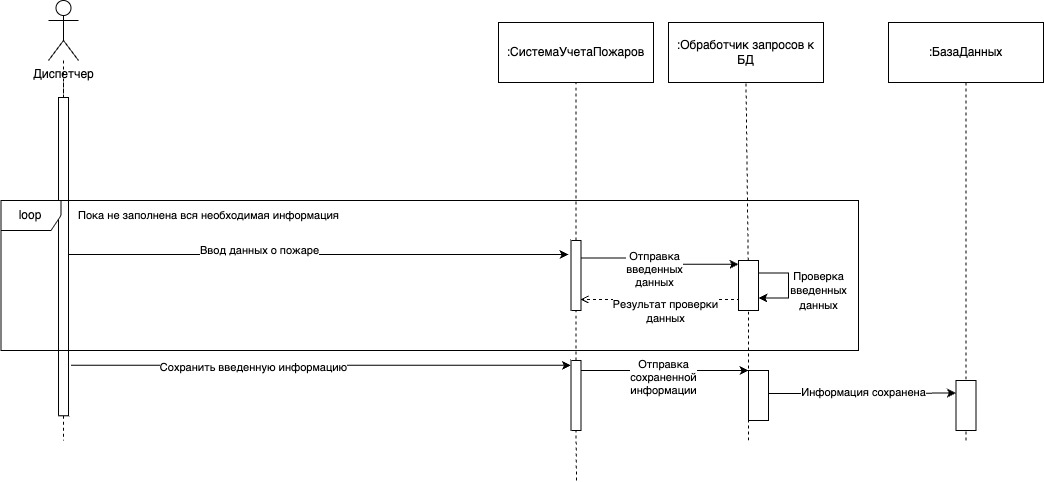 Диспетчер
:СистемаУчетаПожаров
:Обработчик запросов к
БД
:БазаДанных
loop
Пока не заполнена вся необходимая информация
Ввод данных о пожаре
Отправка
введенных
данных
Проверка
введенных
данных
Результат проверки
данных
Сохранить введенную информацию
Отправка
сохраненной
информации
Информация сохранена